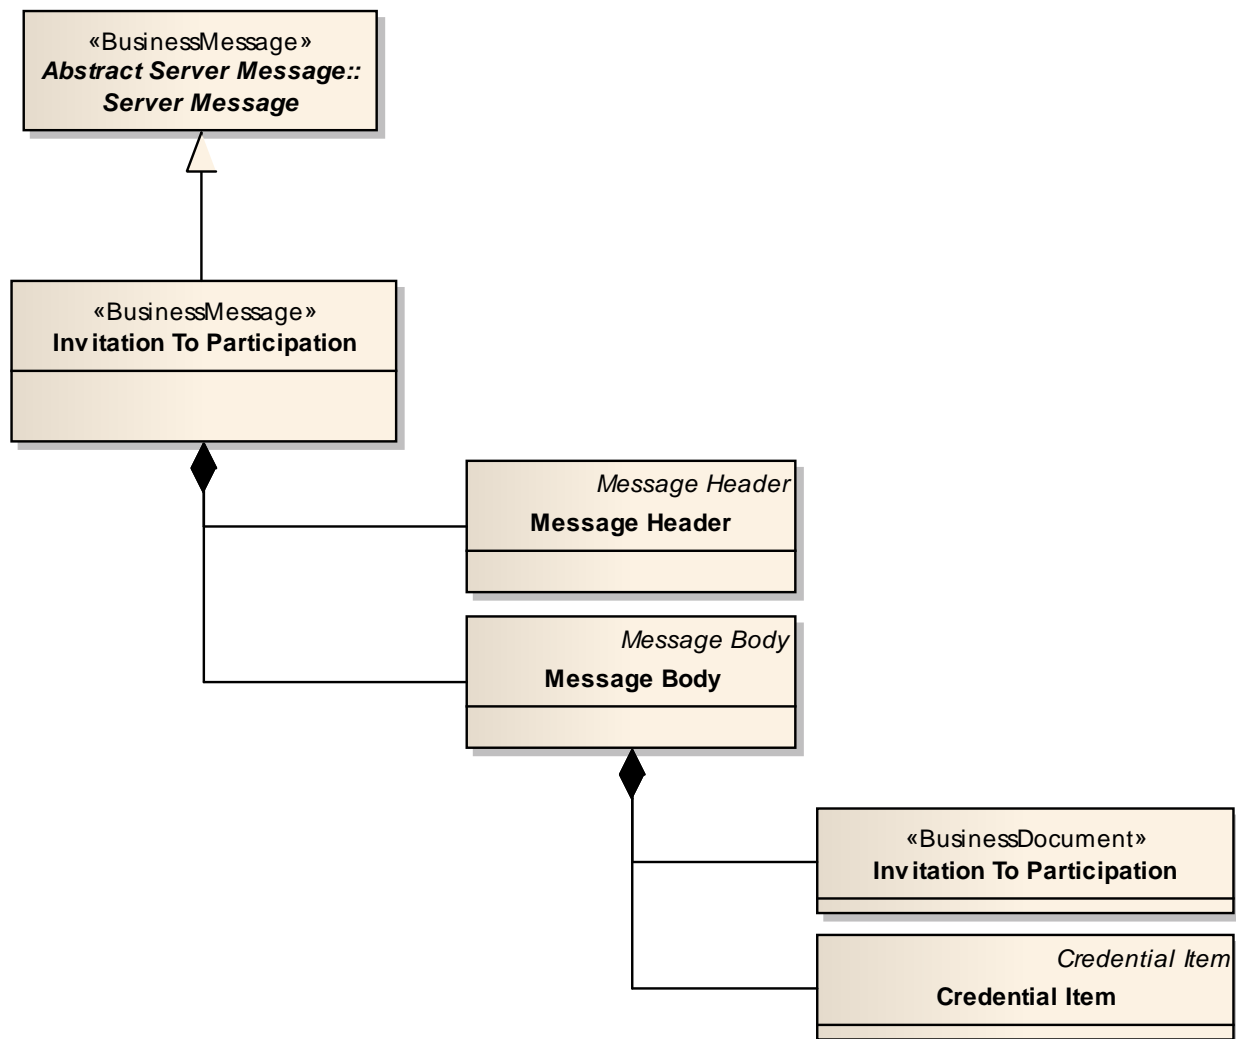 «BusinessMessage»
Abstract Server Message::
Server Message
«BusinessMessage»
Invitation To Participation
Message Header
Message Header
Message Body
Message Body
«BusinessDocument»
Invitation To Participation
Credential Item
Credential Item